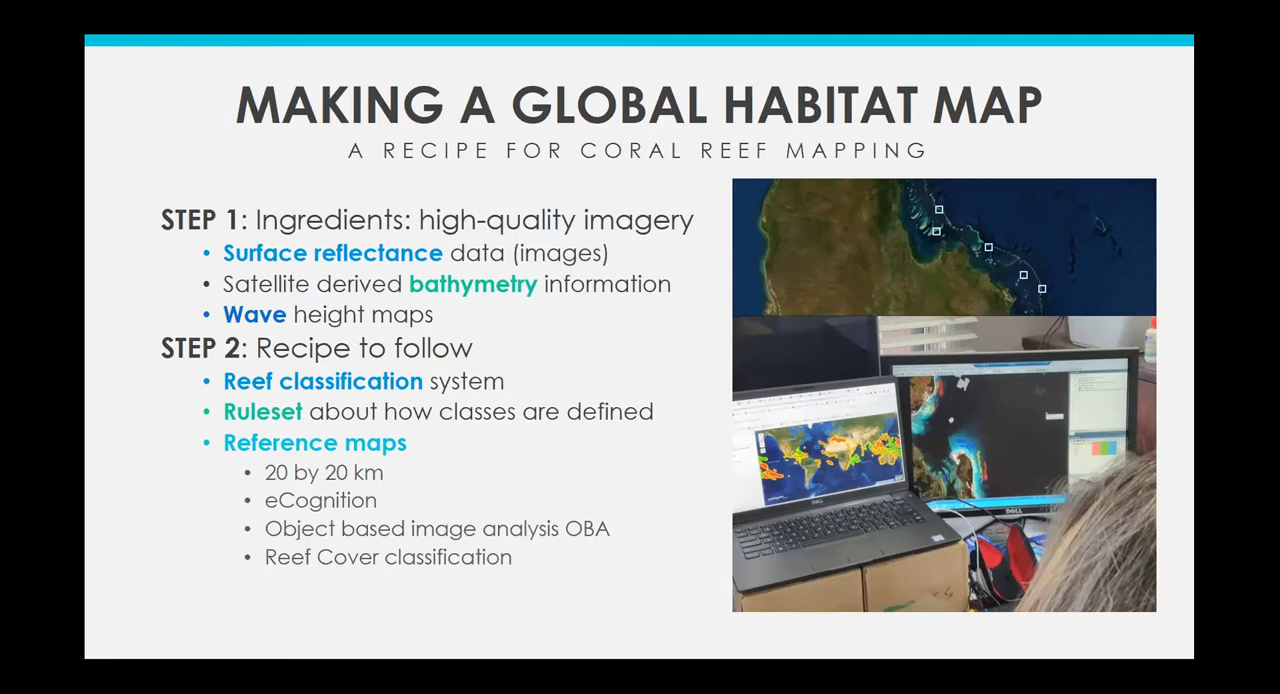 MAKING A GLOBAL HABITAT MAP
A RECIPE FOR CORAL REEF MAPPING
STEP 1: Ingredients: high-quality imagery
• Surface reflectance data (images)
• Satellite derived bathymetry information
• Wave height maps
STEP 2: Recipe to follow
• Reef classification system
• Ruleset about how classes are defined
• Reference maps
• 20 by 20 km
• eCognition
• Object based image analysis OBA
• Reef Cover classification
DELL
DELL